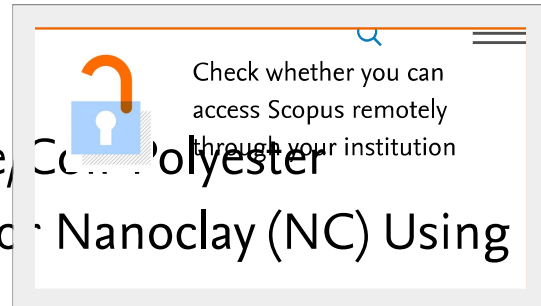 Check whether you can
access Scopus remotely
through your institution
Polyester
Nanoclay (NC) Using